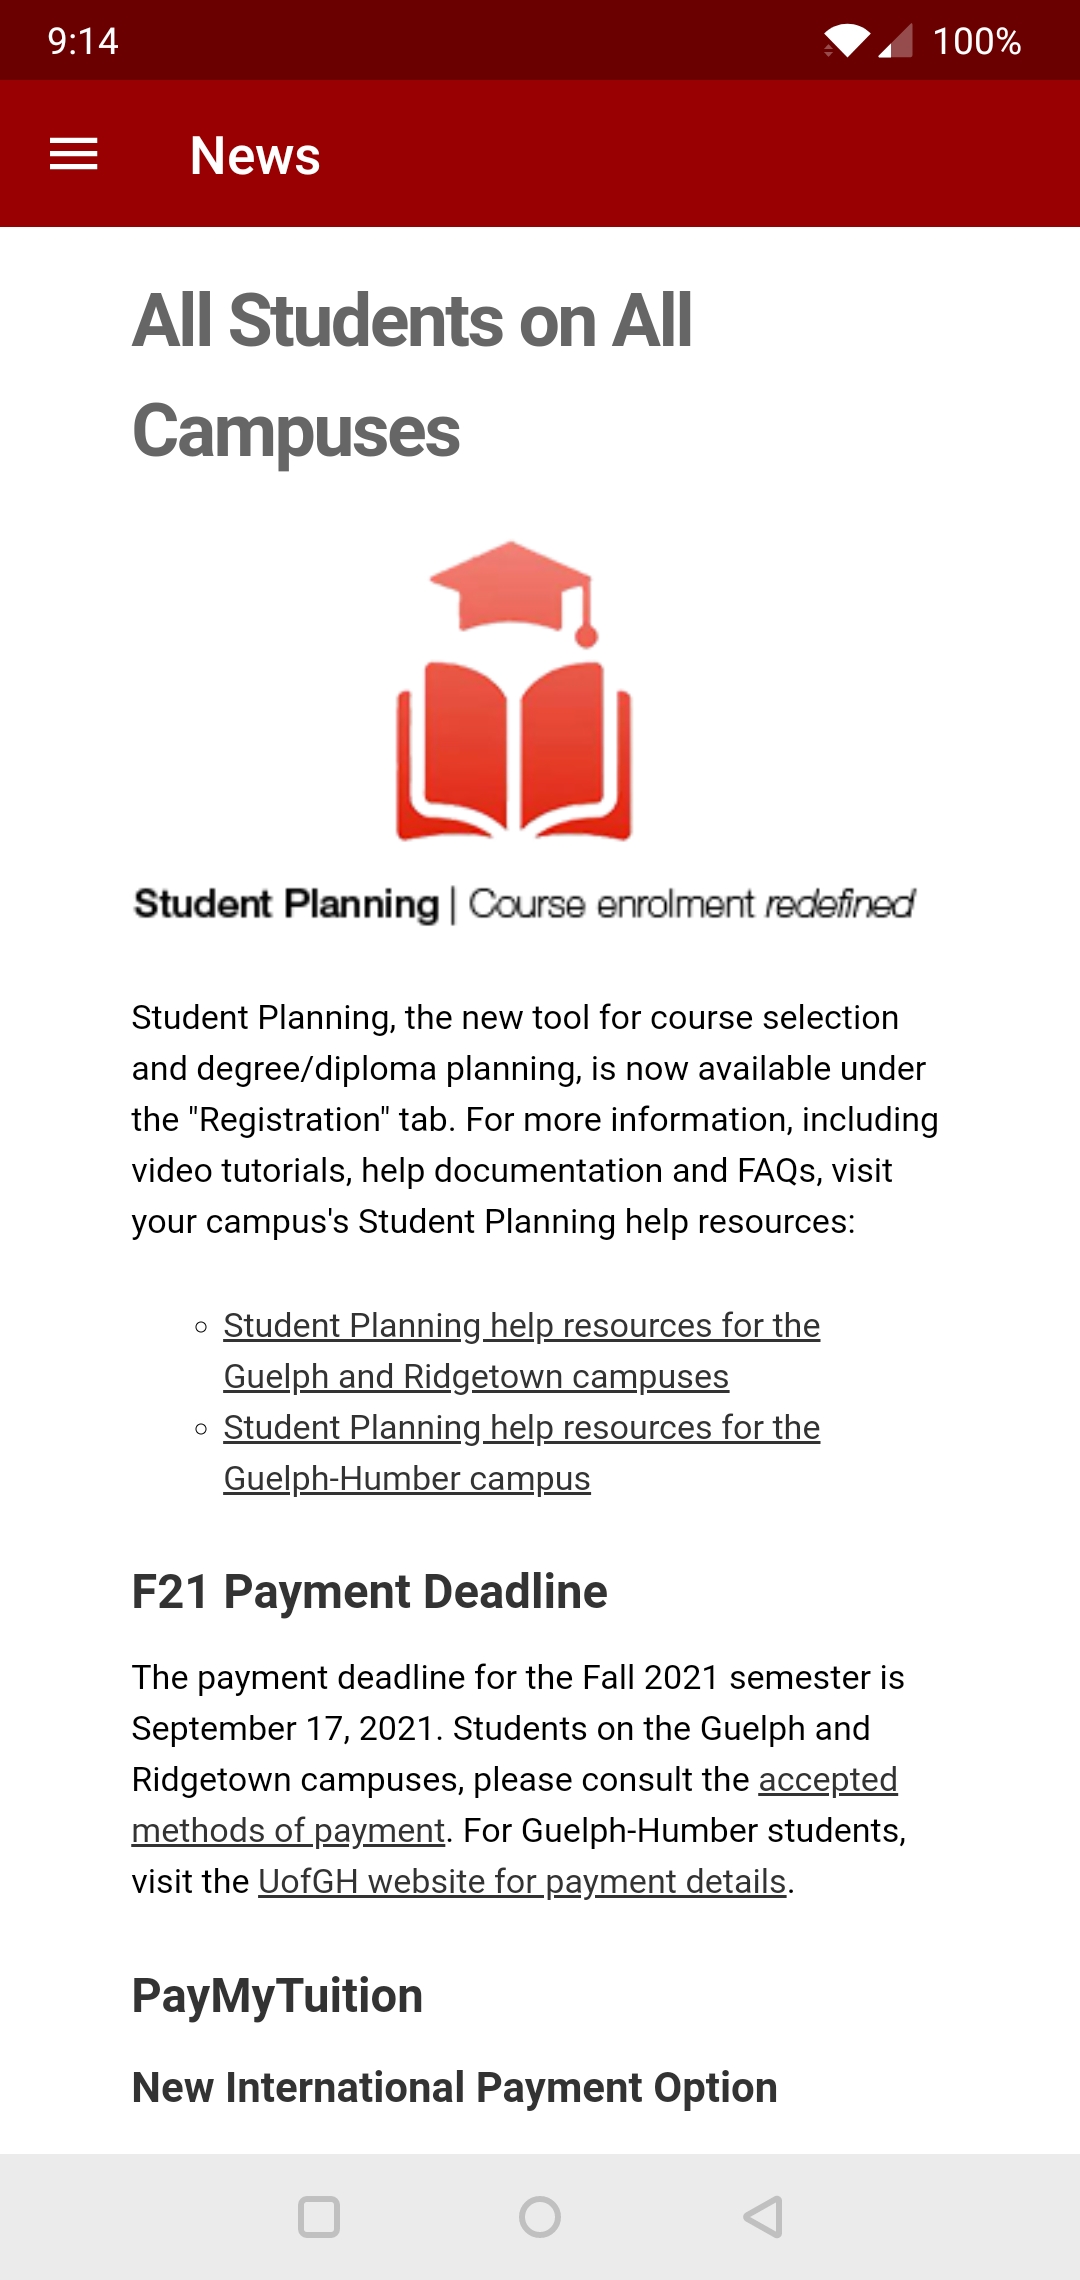 9:14
100%
News
All Students on All
Campuses
Student Planning | Course enrolment redefined
Student Planning, the new tool for course selection
and degree/diploma planning, is now available under
the "Registration" tab. For more information, including
video tutorials, help documentation and FAQs, visit
your campus's Student Planning help resources:
Student Planning help resources for the
Guelph and Ridgetown campuses
Student Planning help resources for the
Guelph-Humber campus
F21 Payment Deadline
The payment deadline for the Fall 2021 semester is
September 17, 2021. Students on the Guelph and
Ridgetown campuses, please consult the accepted
methods of payment. For Guelph-Humber students,
visit the UofGH website for payment details.
PayMyTuition
New International Payment Option